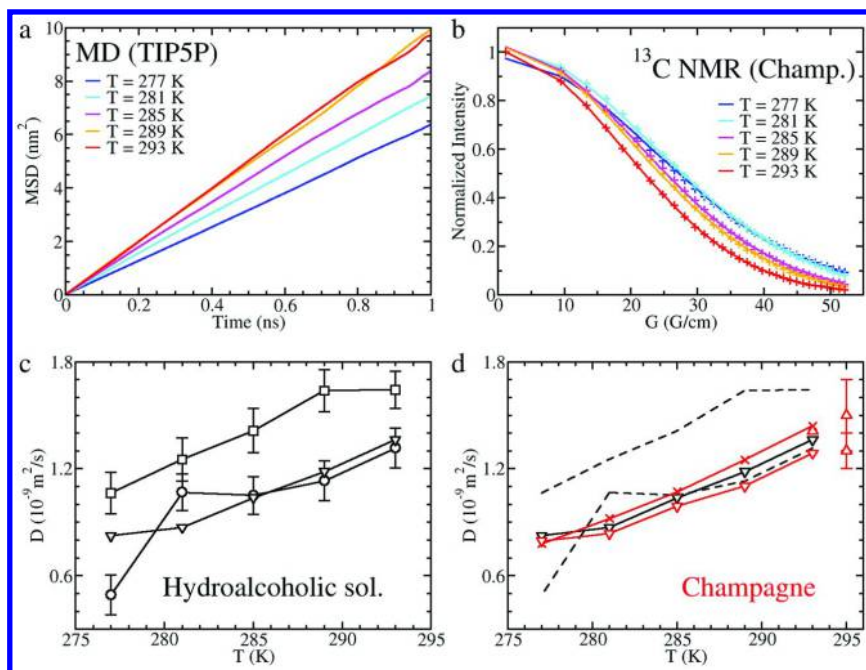 a
MD (TIP5P)
T = 277 K
T = 281 K
T = 285 K
T = 289 K
T = 293 K
MSD (nm²)
10
8
6
4
2
0
0 0.2 0.4 0.6 0.8 1
Time (ns)
b
¹³C NMR (Champ.)
T = 277 K
T = 281 K
T = 285 K
T = 289 K
T = 293 K
Normalized Intensity
1
0.8
0.6
0.4
0.2
0
0 10 20 30 40 50
G (G/cm)
c
D (10⁻⁹ m²/s)
1.8
1.2
0.6
Hydroalcoholic sol.
275 280 285 290 295
T (K)
d
D (10⁻⁹ m²/s)
1.8
1.2
0.6
Champagne
275 280 285 290 295
T (K)